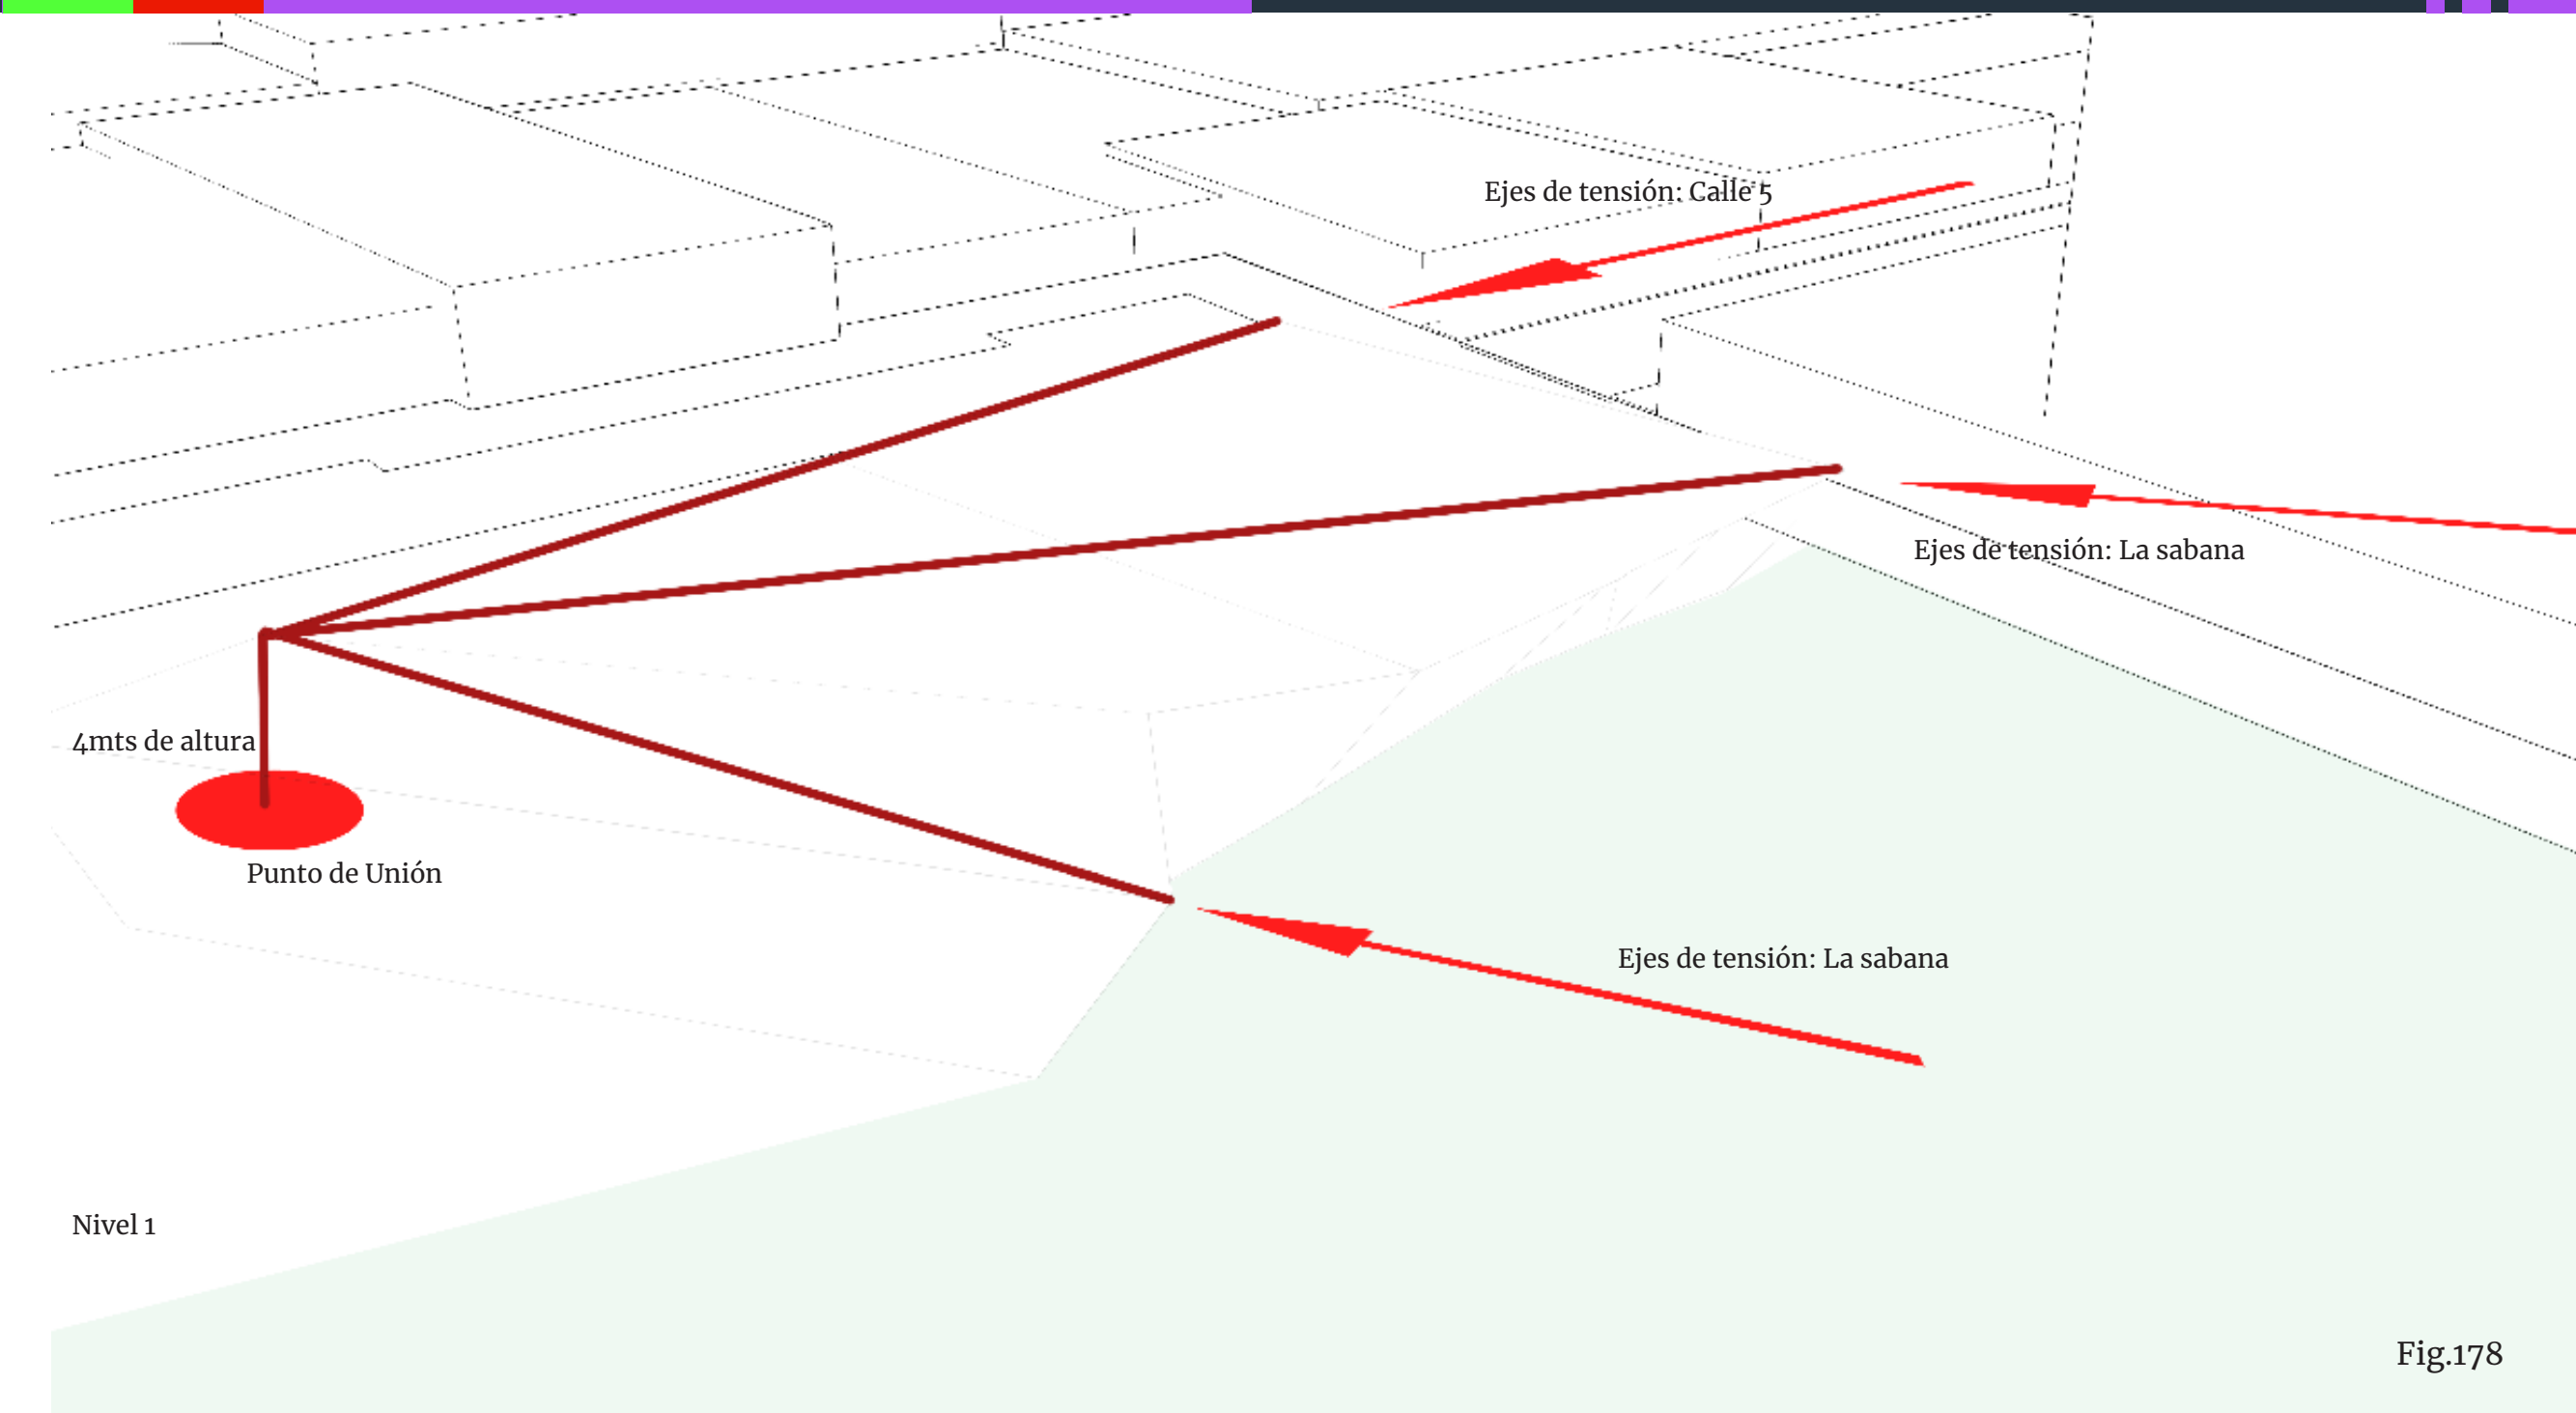 Ejes de tensión: Calle 5
Ejes de tensión: La sabana
4mts de altura
Punto de Unión
Ejes de tensión: La sabana
Nivel 1
Fig.178